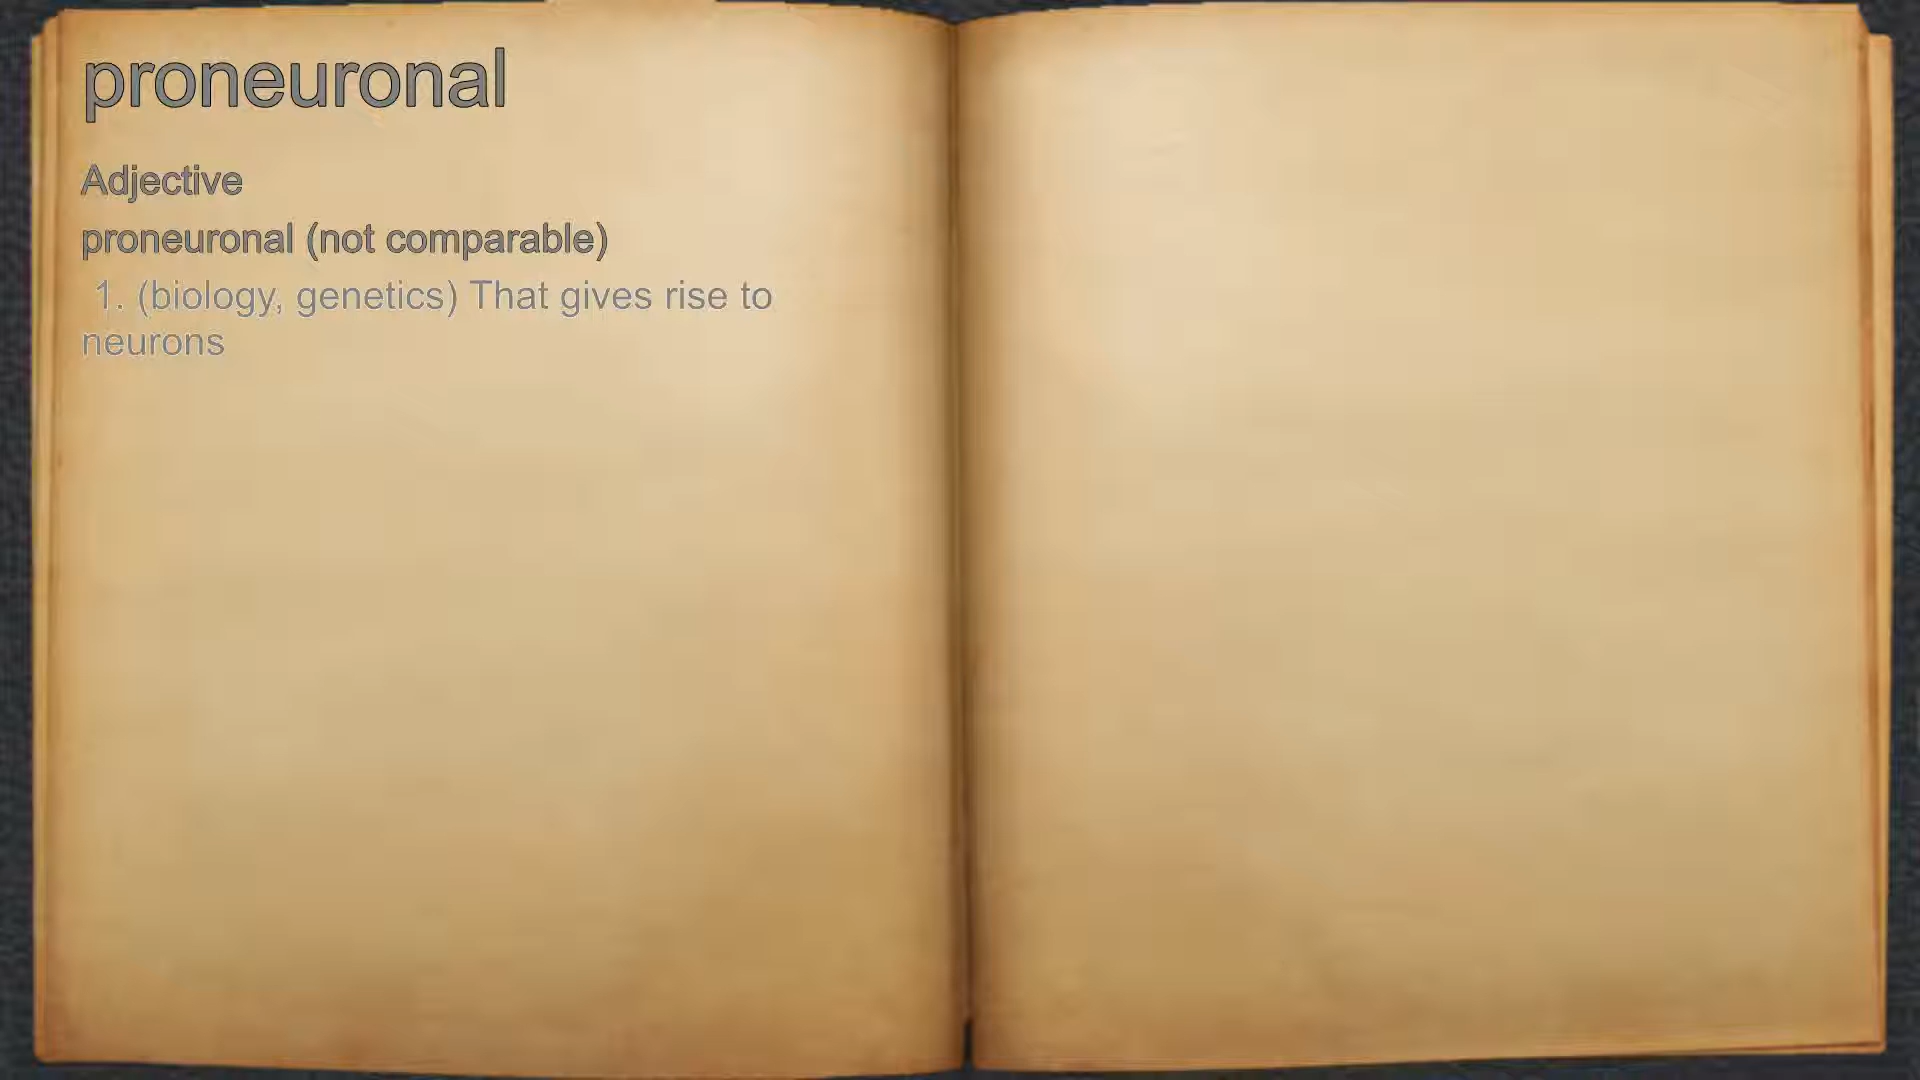 proneuronal
Adjective
proneuronal (not comparable)
1. (biology, genetics) That gives rise to
neurons